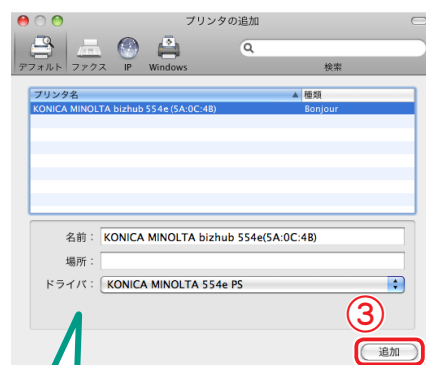 プリンタの追加
デフォルト ファクス IP Windows 検索
プリンタ名 種類
KONICA MINOLTA bizhub 554e (5A:0C:4B) Bonjour
名前： KONICA MINOLTA bizhub 554e(5A:0C:4B)
場所：
ドライバ： KONICA MINOLTA 554e PS
③
追加